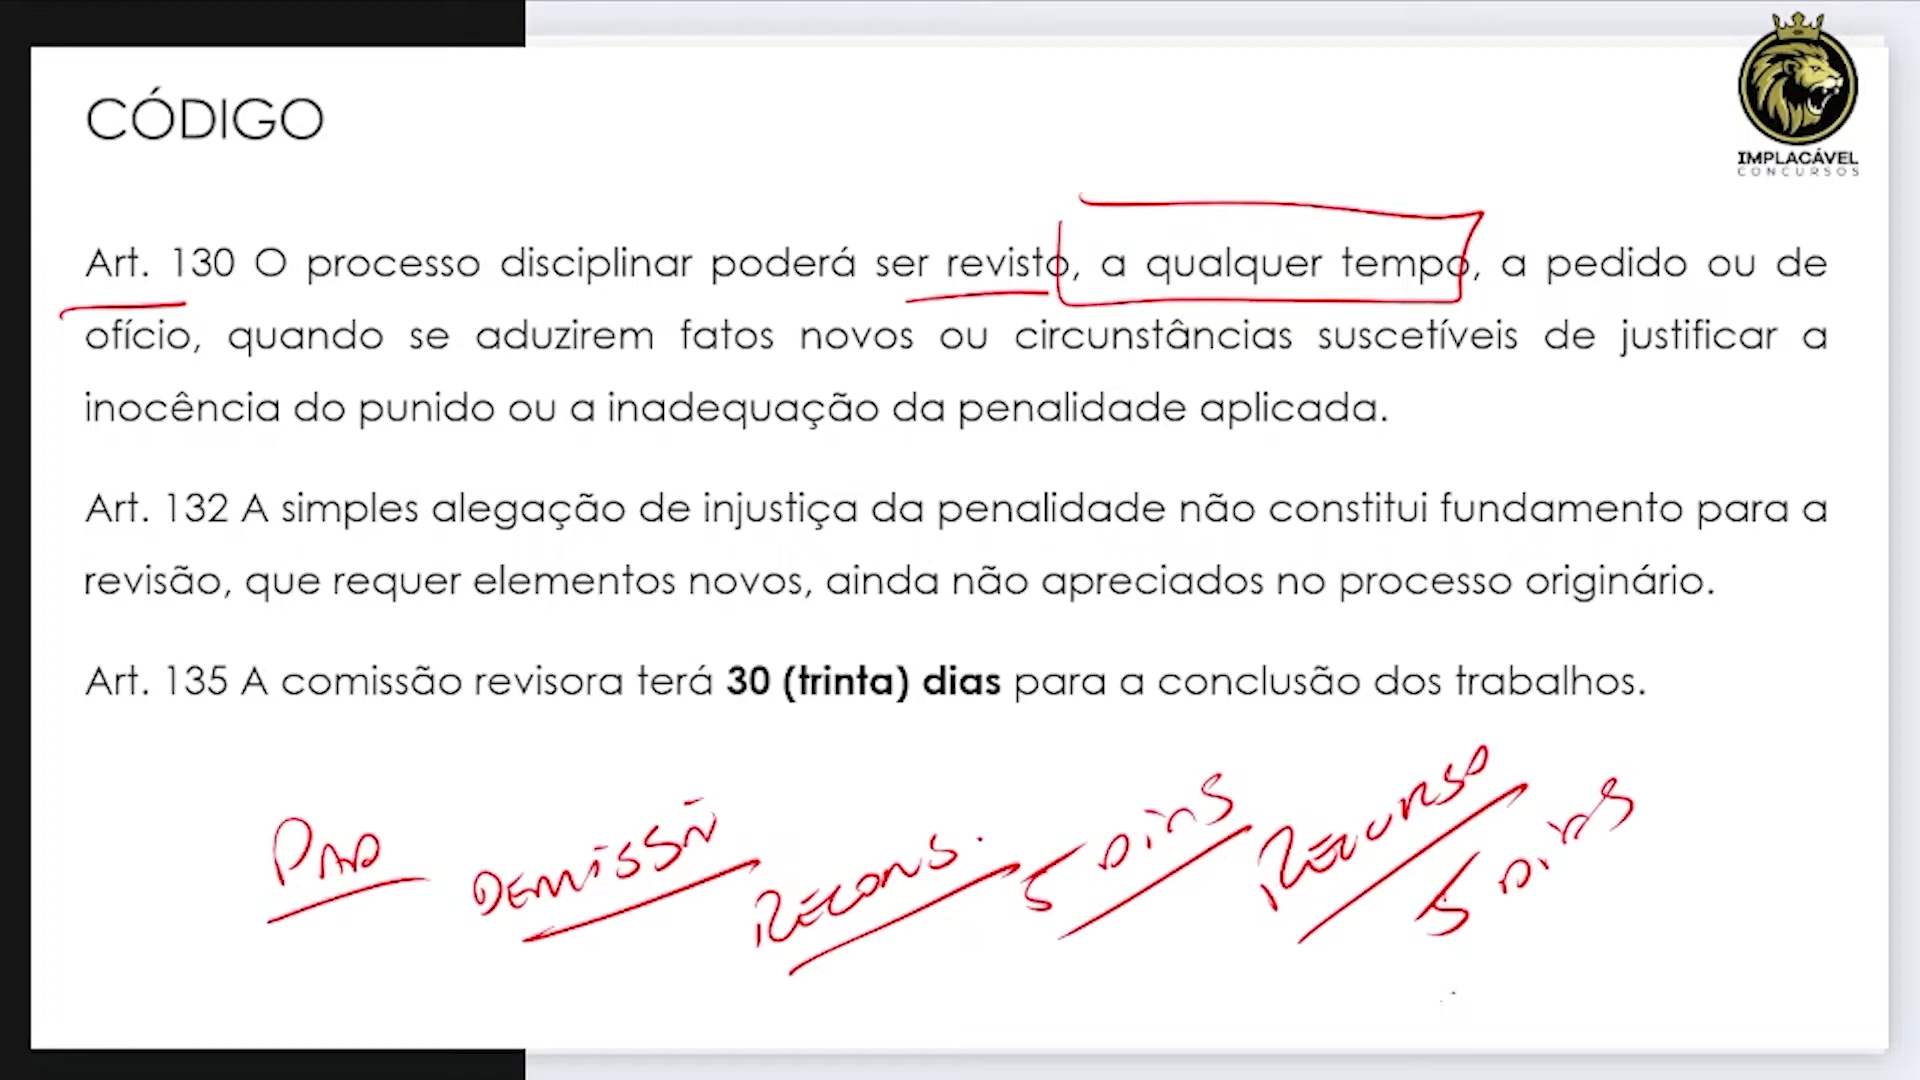 IMPLACÁVEL
CONCURSOS
CÓDIGO
Art. 130 O processo disciplinar poderá ser revisto, a qualquer tempo, a pedido ou de
ofício, quando se aduzirem fatos novos ou circunstâncias suscetíveis de justificar a
inocência do punido ou a inadequação da penalidade aplicada.
Art. 132 A simples alegação de injustiça da penalidade não constitui fundamento para a
revisão, que requer elementos novos, ainda não apreciados no processo originário.
Art. 135 A comissão revisora terá 30 (trinta) dias para a conclusão dos trabalhos.
PAD DEMISSÃ RECONS. 5 DIAS RECURSO 5 DIAS